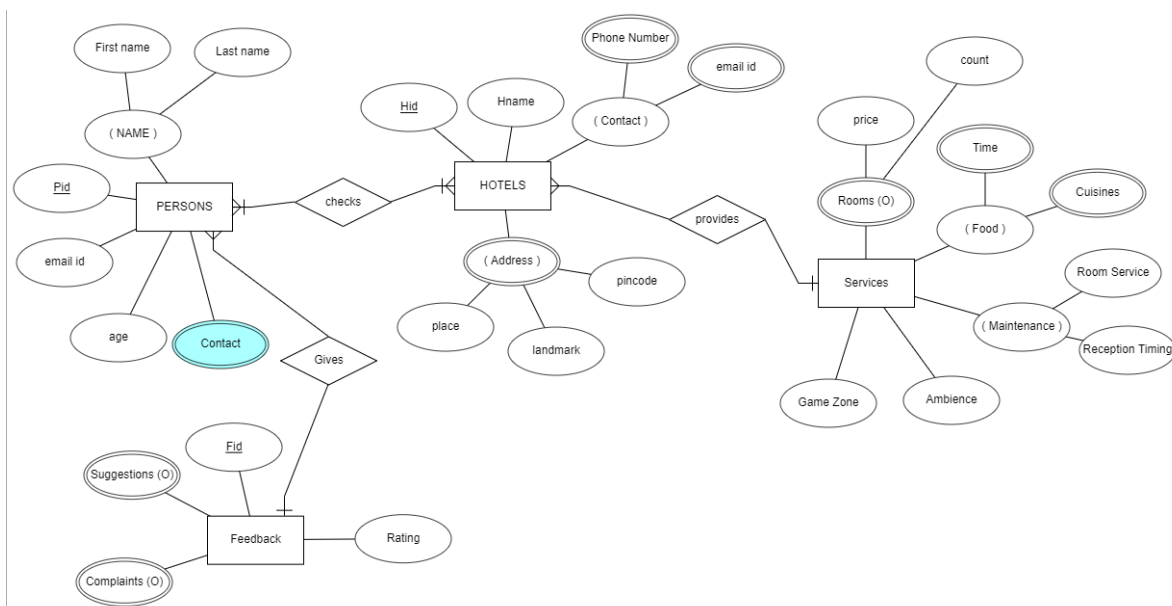 First name
Last name
( NAME )
Pid
PERSONS
email id
age
Contact
checks
Gives
Hid
Hname
Phone Number
email id
( Contact )
HOTELS
( Address )
place
landmark
pincode
provides
count
price
Rooms (O)
Time
Cuisines
( Food )
Services
Room Service
( Maintenance )
Reception Timing
Game Zone
Ambience
Fid
Suggestions (O)
Feedback
Rating
Complaints (O)